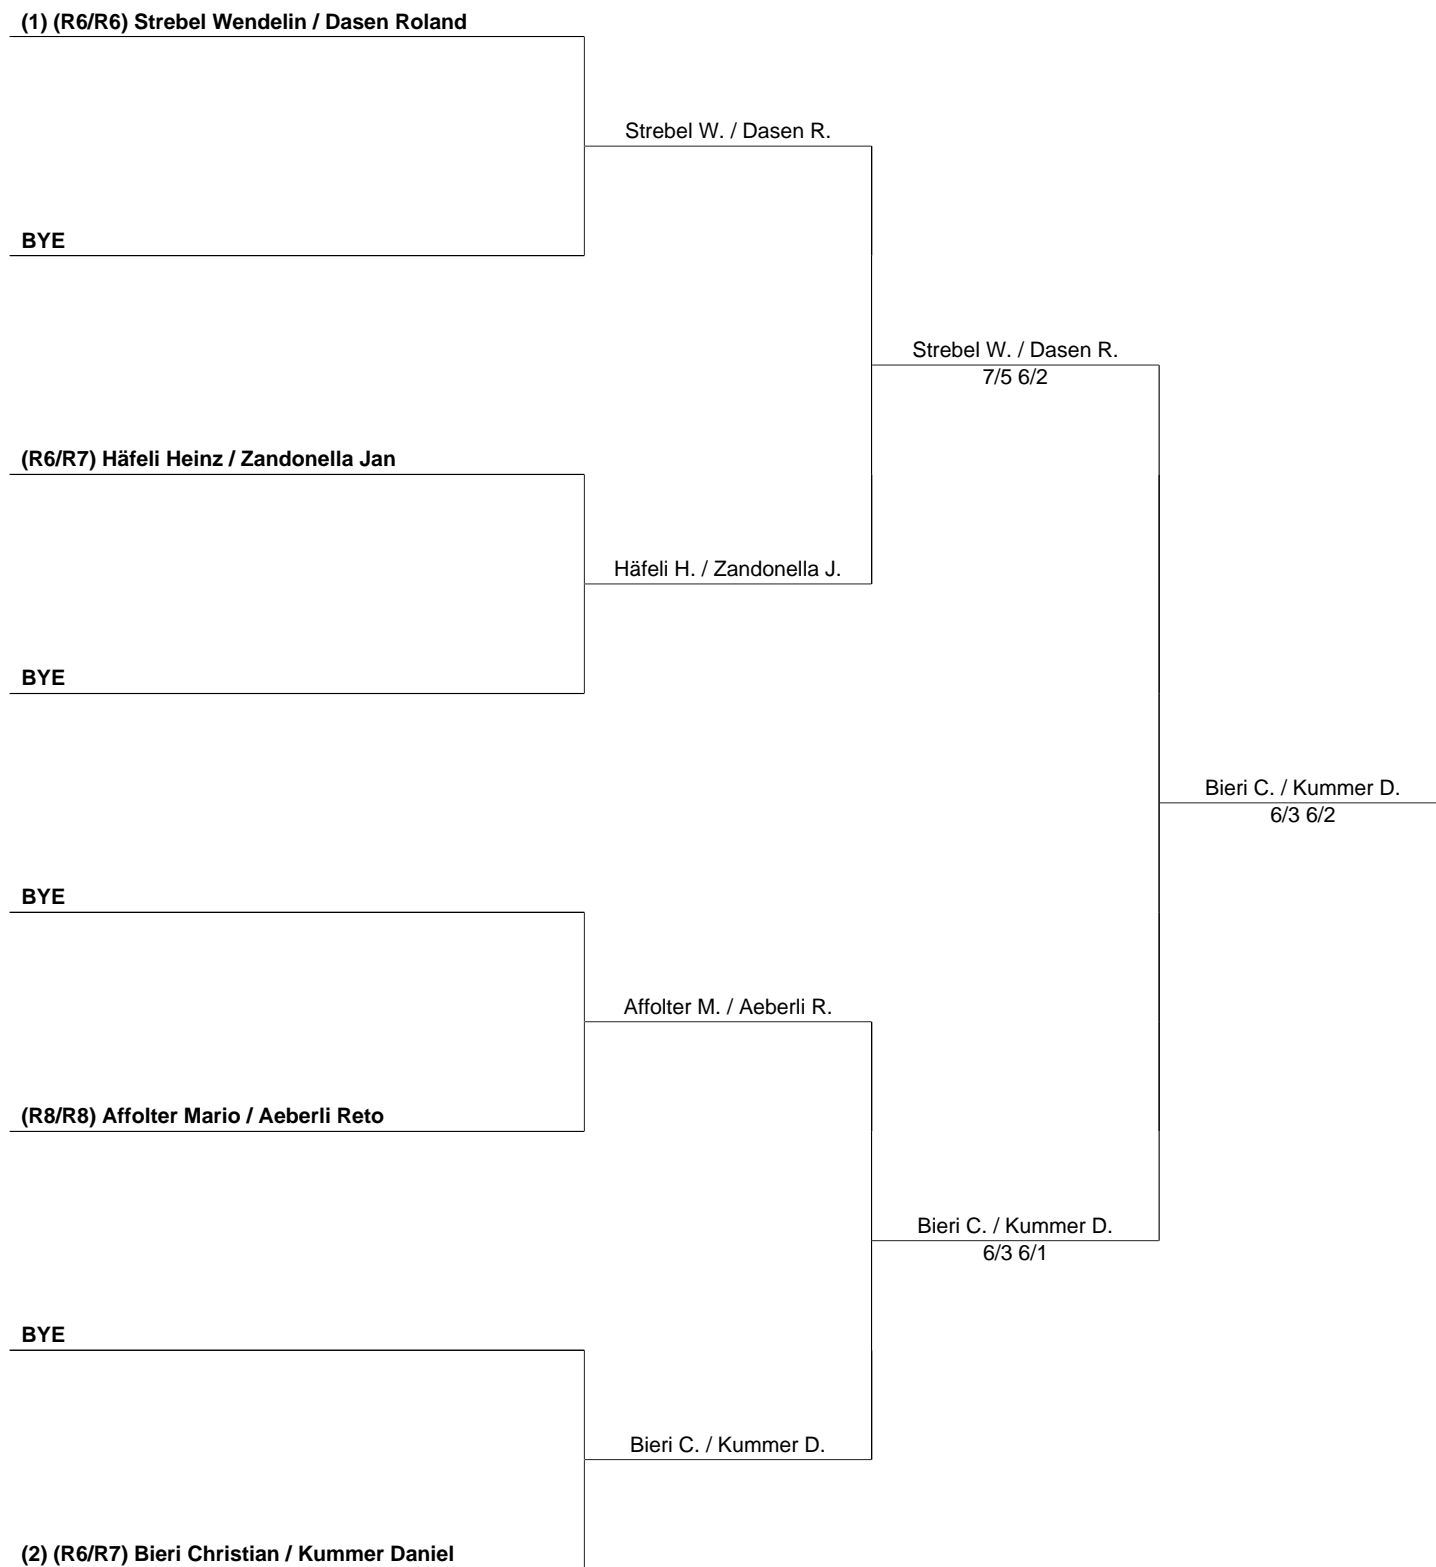 (1) (R6/R6) Strebel Wendelin / Dasen Roland
Strebel W. / Dasen R.
BYE
Strebel W. / Dasen R.
7/5 6/2
(R6/R7) Häfeli Heinz / Zandonella Jan
Häfeli H. / Zandonella J.
BYE
Bieri C. / Kummer D.
6/3 6/2
BYE
Affolter M. / Aeberli R.
(R8/R8) Affolter Mario / Aeberli Reto
Bieri C. / Kummer D.
6/3 6/1
BYE
Bieri C. / Kummer D.
(2) (R6/R7) Bieri Christian / Kummer Daniel